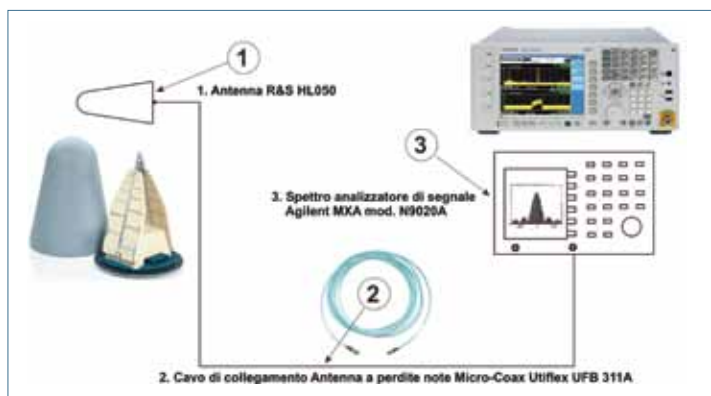 1
1. Antenna R&S HL050
3
3. Spettro analizzatore di segnale
Agilent MXA mod. N9020A
2
2. Cavo di collegamento Antenna a perdite note Micro-Coax Utiflex UFB 311A